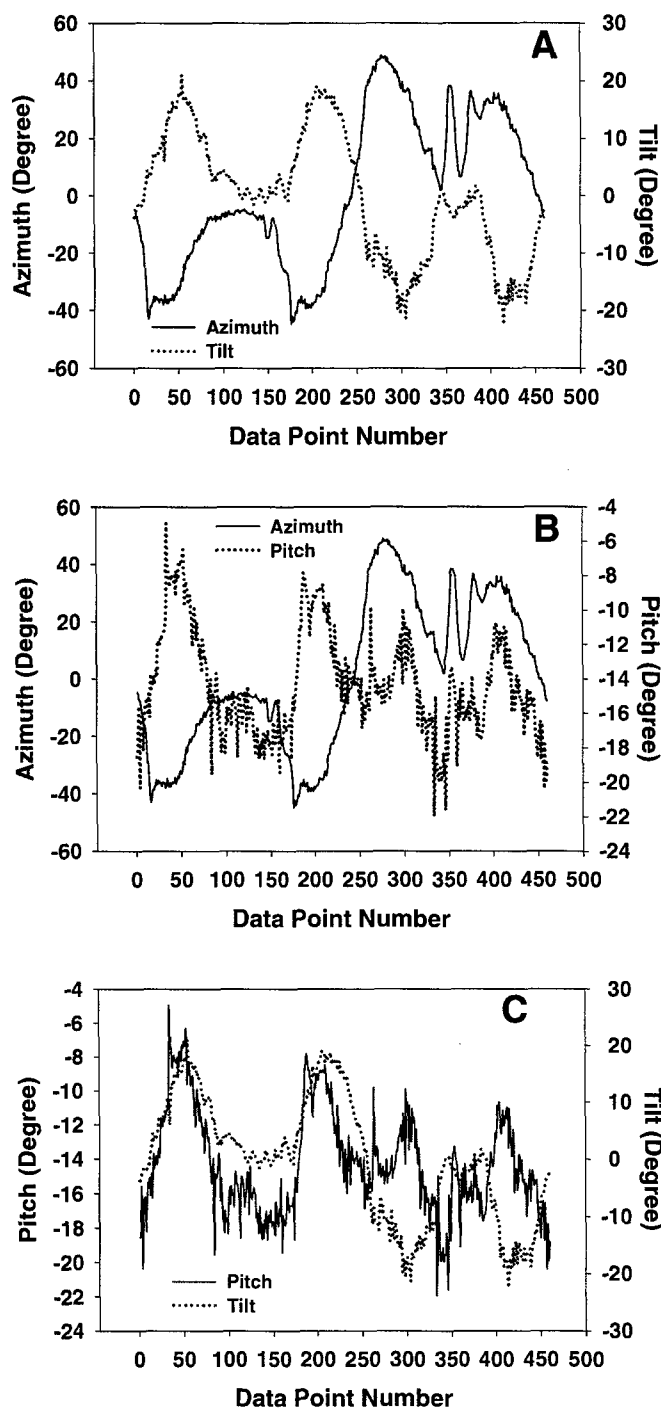 A
60
40
20
0
-20
-40
-60
Azimuth (Degree)
30
20
10
0
-10
-20
-30
Tilt (Degree)
Azimuth
Tilt
0 50 100 150 200 250 300 350 400 450 500
Data Point Number
B
60
40
20
0
-20
-40
-60
Azimuth (Degree)
-4
-6
-8
-10
-12
-14
-16
-18
-20
-22
-24
Pitch (Degree)
Azimuth
Pitch
0 50 100 150 200 250 300 350 400 450 500
Data Point Number
C
-4
-6
-8
-10
-12
-14
-16
-18
-20
-22
-24
Pitch (Degree)
30
20
10
0
-10
-20
-30
Tilt (Degree)
Pitch
Tilt
0 50 100 150 200 250 300 350 400 450 500
Data Point Number